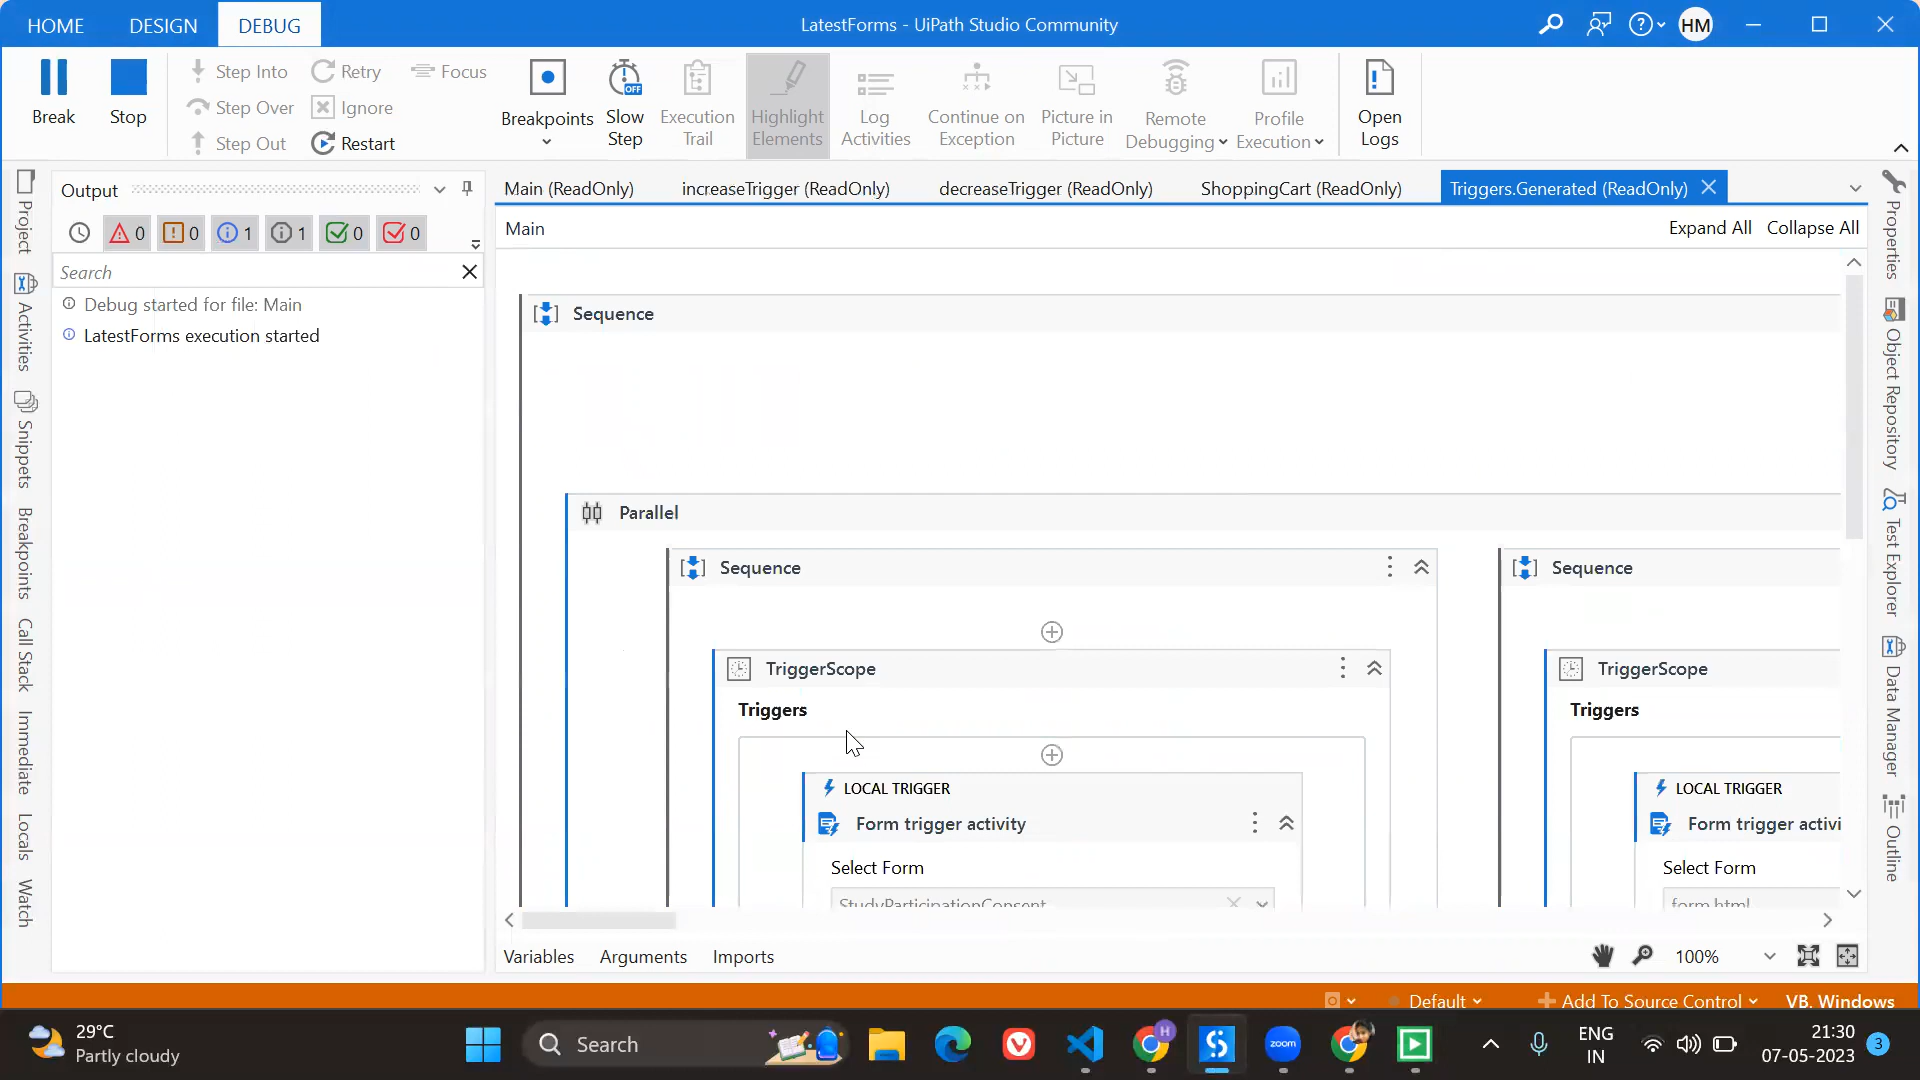 HOME DESIGN DEBUG LatestForms - UiPath Studio Community HM
Break Stop Step Into Retry Focus
Step Over Ignore
Step Out Restart
Breakpoints Slow Step Execution Trail Highlight Elements Log Activities Continue on Exception Picture in Picture Remote Debugging Profile Execution Open Logs
Output
0 0 1 1 0 0
Search
Debug started for file: Main
LatestForms execution started
Project
Activities
Snippets
Breakpoints
Call Stack
Immediate
Locals
Watch
Main (ReadOnly) increaseTrigger (ReadOnly) decreaseTrigger (ReadOnly) ShoppingCart (ReadOnly) Triggers.Generated (ReadOnly)
Main Expand All Collapse All
Sequence
Parallel
Sequence Sequence
TriggerScope TriggerScope
Triggers Triggers
LOCAL TRIGGER LOCAL TRIGGER
Form trigger activity Form trigger activi
Select Form Select Form
StudyParticipationConsent form.html
Variables Arguments Imports 100%
Properties
Object Repository
Test Explorer
Data Manager
Outline
Default Add To Source Control VB. Windows
29°C
Partly cloudy
Search
H
zoom
ENG
IN
21:30
07-05-2023
3